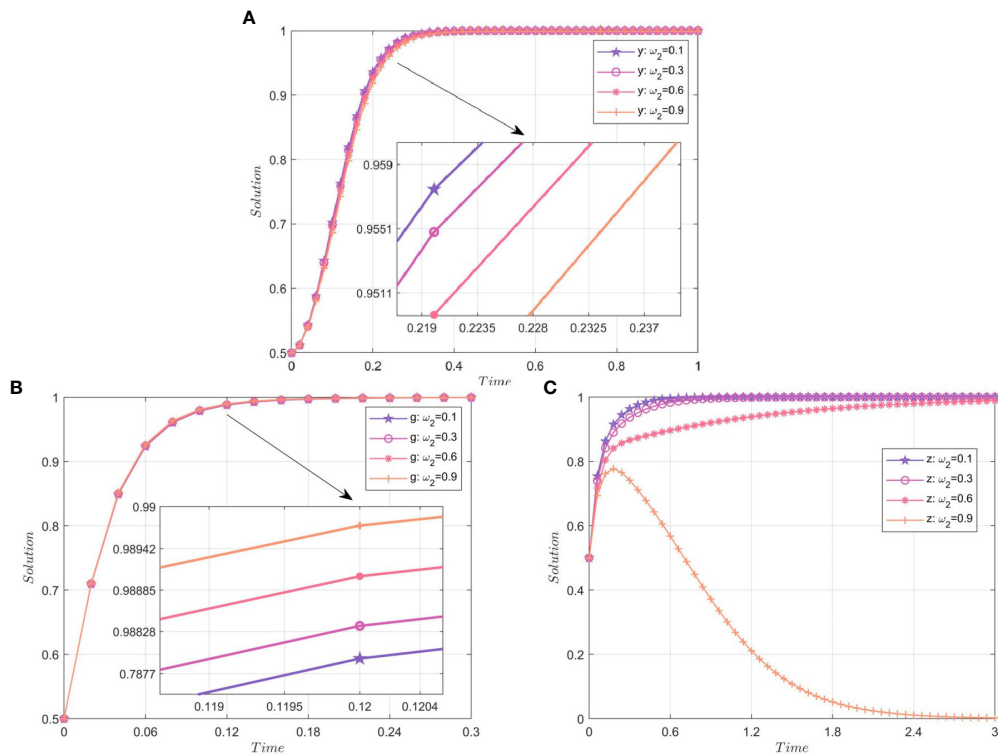 A
1
0.9
0.8
0.7
0.6
0.5
Solution
0
0.2
0.4
0.6
0.8
1
Time
y: ω2=0.1
y: ω2=0.3
y: ω2=0.6
y: ω2=0.9
0.959
0.9551
0.9511
0.219
0.2235
0.228
0.2325
0.237
B
1
0.9
0.8
0.7
0.6
0.5
Solution
0
0.06
0.12
0.18
0.24
0.3
Time
g: ω2=0.1
g: ω2=0.3
g: ω2=0.6
g: ω2=0.9
0.99
0.98942
0.98885
0.98828
0.7877
0.119
0.1195
0.12
0.1204
C
1
0.8
0.6
0.4
0.2
0
Solution
0
0.6
1.2
1.8
2.4
3
Time
z: ω2=0.1
z: ω2=0.3
z: ω2=0.6
z: ω2=0.9